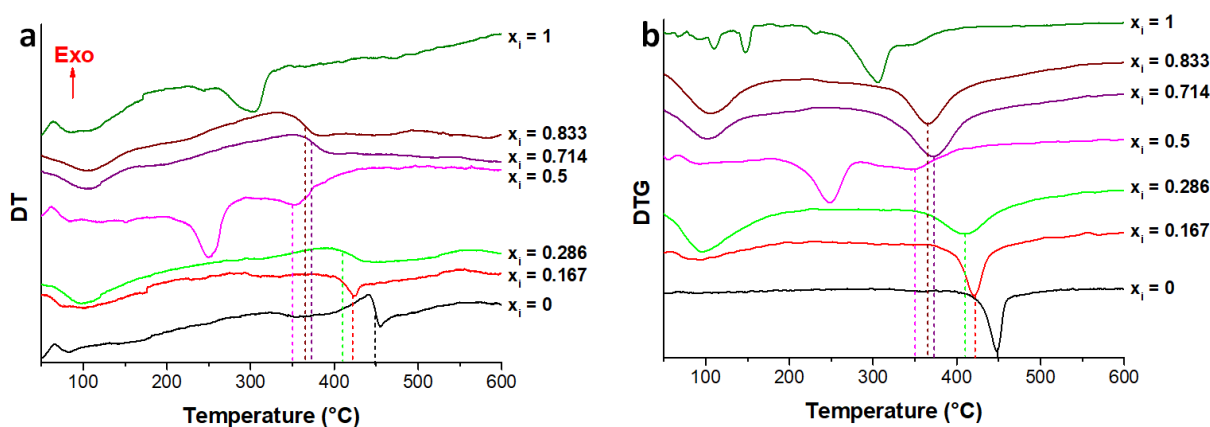 a
Exo
x_i = 1
x_i = 0.833
x_i = 0.714
x_i = 0.5
x_i = 0.286
x_i = 0.167
x_i = 0
DT
100 200 300 400 500 600
Temperature (°C)
b
x_i = 1
x_i = 0.833
x_i = 0.714
x_i = 0.5
x_i = 0.286
x_i = 0.167
x_i = 0
DTG
100 200 300 400 500 600
Temperature (°C)